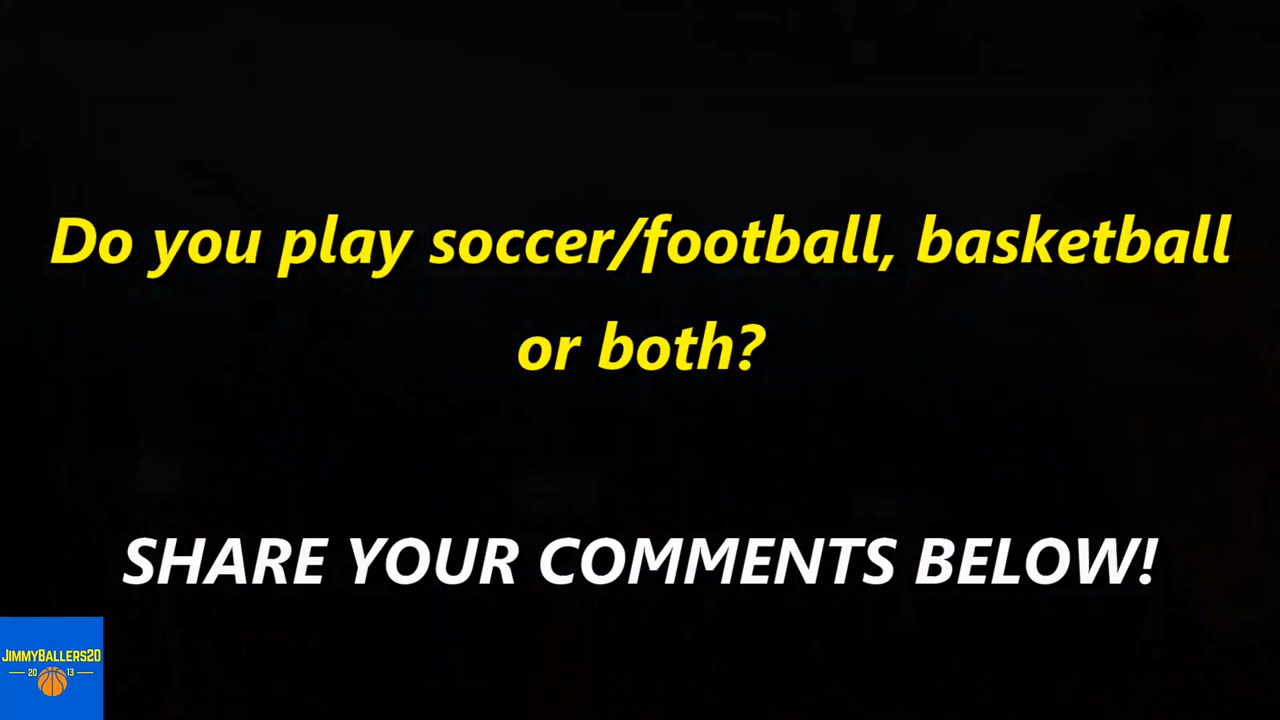 Do you play soccer/football, basketball
or both?
SHARE YOUR COMMENTS BELOW!
JIMMYBALLERS20
20 13